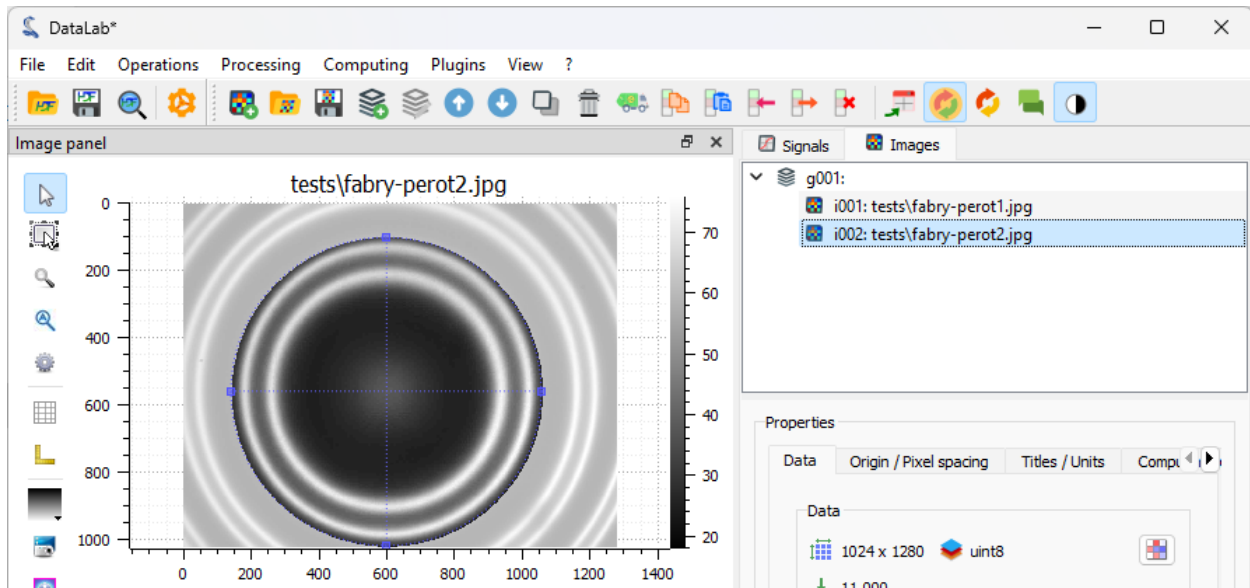 DataLab*
File Edit Operations Processing Computing Plugins View ?
Image panel
Signals
Images
tests\fabry-perot2.jpg
g001:
i001: tests\fabry-perot1.jpg
i002: tests\fabry-perot2.jpg
0
200
400
600
800
1000
70
60
50
40
30
20
0 200 400 600 800 1000 1200 1400
Properties
Data Origin / Pixel spacing Titles / Units
Data
1024 x 1280 uint8